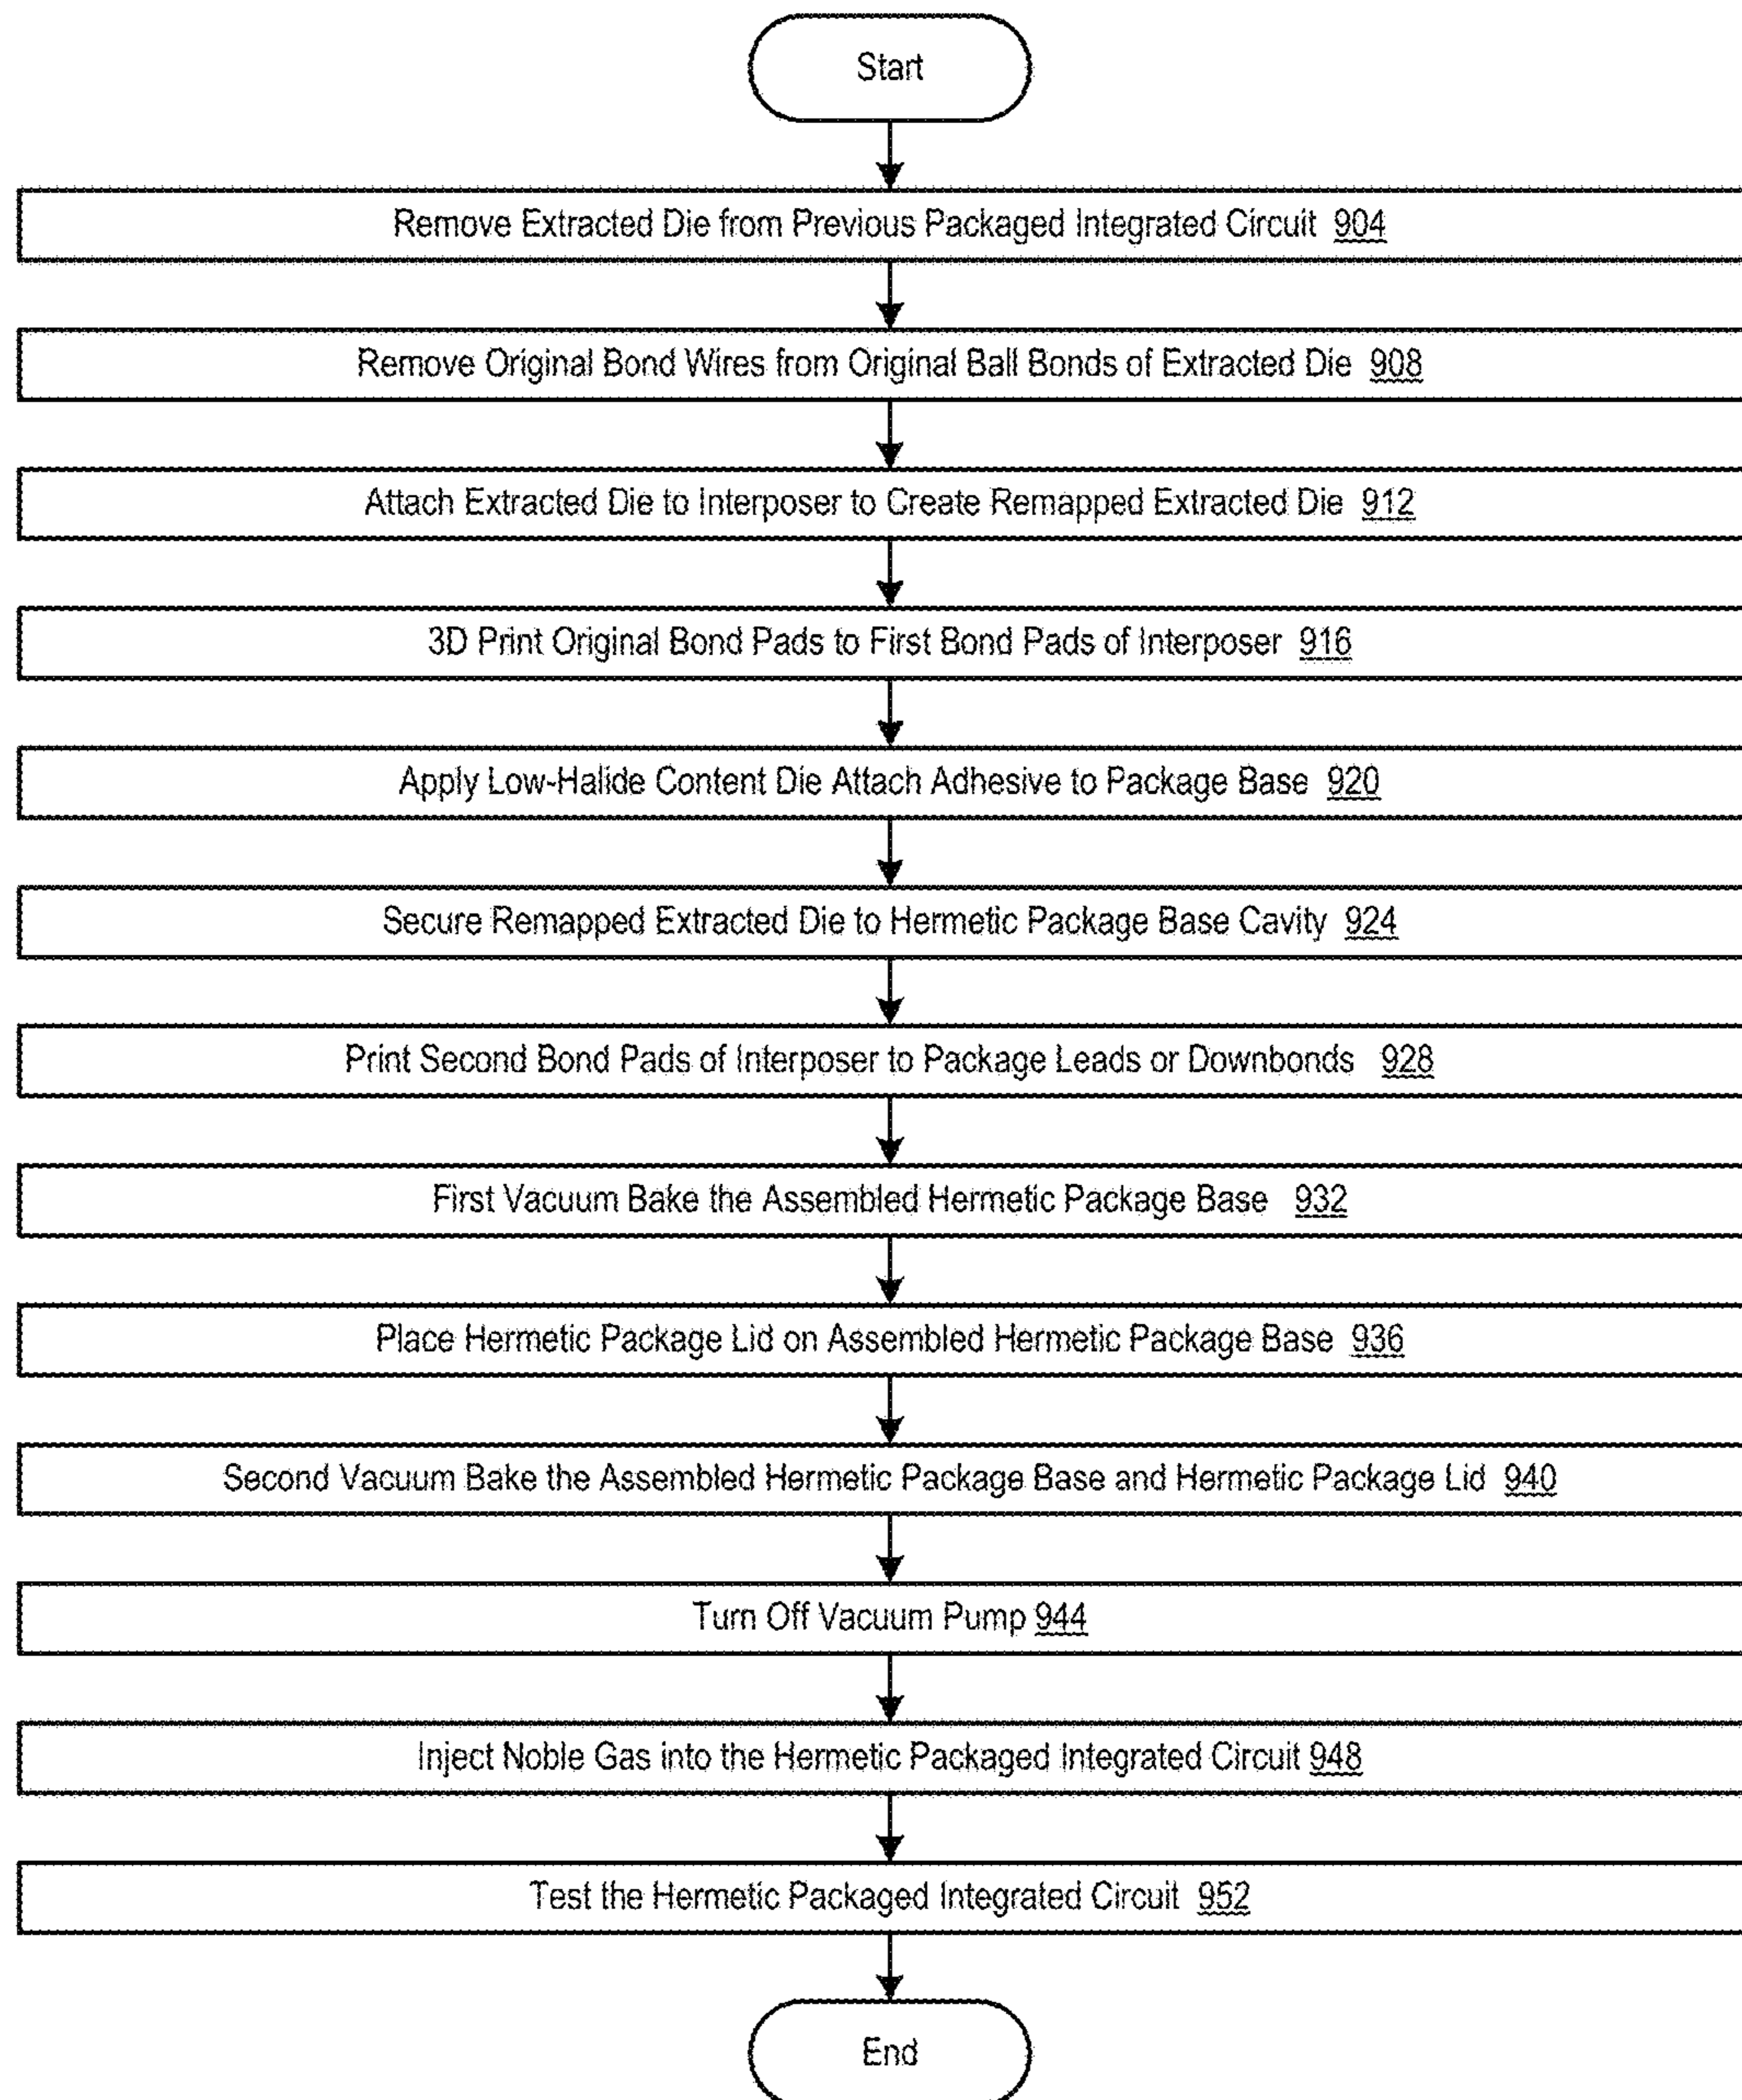 Start
Remove Extracted Die from Previous Packaged Integrated Circuit 904
Remove Original Bond Wires from Original Ball Bonds of Extracted Die 908
Attach Extracted Die to Interposer to Create Remapped Extracted Die 912
3D Print Original Bond Pads to First Bond Pads of Interposer 916
Apply Low-Halide Content Die Attach Adhesive to Package Base 920
Secure Remapped Extracted Die to Hermetic Package Base Cavity 924
Print Second Bond Pads of Interposer to Package Leads or Downbonds 928
First Vacuum Bake the Assembled Hermetic Package Base 932
Place Hermetic Package Lid on Assembled Hermetic Package Base 936
Second Vacuum Bake the Assembled Hermetic Package Base and Hermetic Package Lid 940
Turn Off Vacuum Pump 944
Inject Noble Gas into the Hermetic Packaged Integrated Circuit 948
Test the Hermetic Packaged Integrated Circuit 952
End